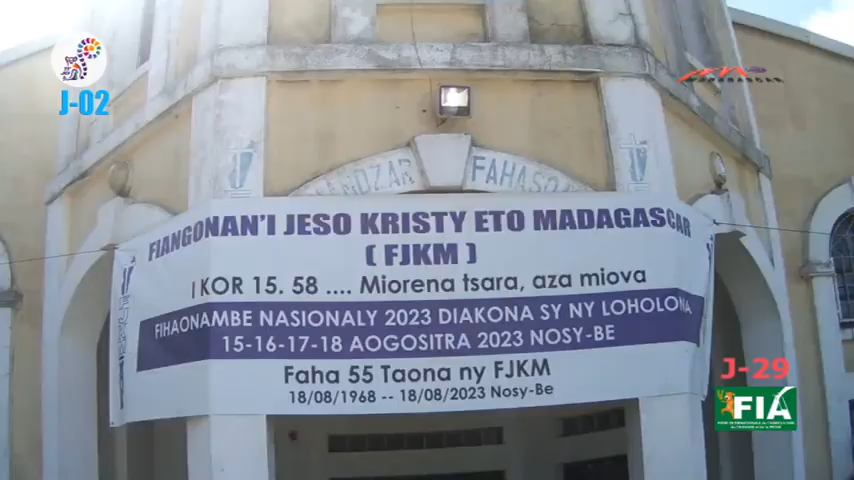 J-02
MADAGASCAR
FAHASOA
FIANGONAN'I JESO KRISTY ETO MADAGASCAR
( FJKM )
I KOR 15. 58 .... Miorena tsara, aza miova
FIHAONAMBE NASIONALY 2023 DIAKONA SY NY LOHOLONA
15-16-17-18 AOGOSITRA 2023 NOSY-BE
Faha 55 Taona ny FJKM
18/08/1968 -- 18/08/2023 NOSY-BE
J-29
FIA